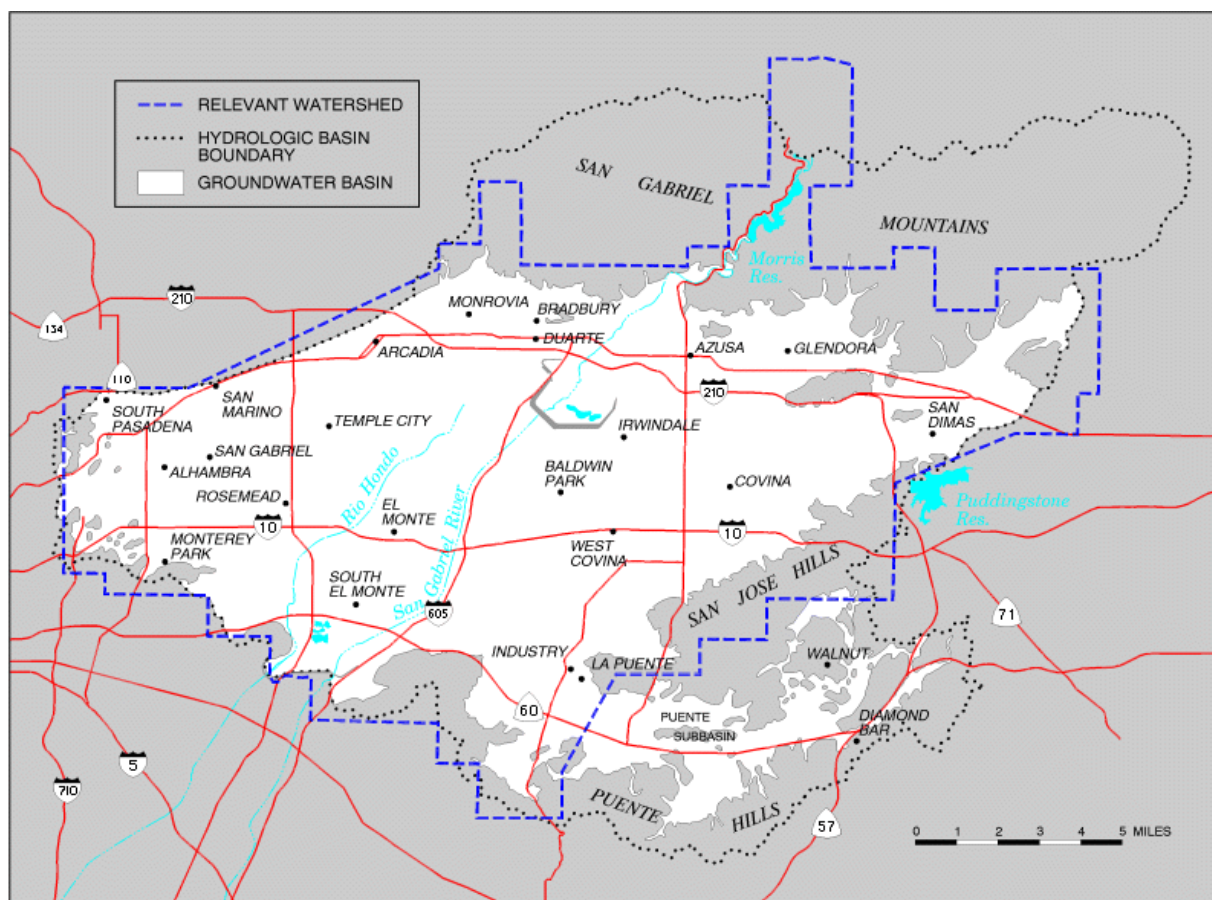 RELEVANT WATERSHED
HYDROLOGIC BASIN
BOUNDARY
GROUNDWATER BASIN
SAN GABRIEL
MOUNTAINS
Morris
Res.
210
134
MONROVIA
BRADBURY
DUARTE
ARCADIA
AZUSA
GLENDORA
110
SAN
MARINO
210
SOUTH
PASADENA
TEMPLE CITY
IRWINDALE
SAN
DIMAS
SAN GABRIEL
ALHAMBRA
ROSEMEAD
Rio Hondo
BALDWIN
PARK
COVINA
Puddingstone
Res.
EL
MONTE
San Gabriel River
10
10
MONTEREY
PARK
WEST
COVINA
SOUTH
EL MONTE
605
SAN JOSE HILLS
71
INDUSTRY
LA PUENTE
WALNUT
60
PUENTE
SUBBASIN
DIAMOND
BAR
5
710
PUENTE HILLS
57
0 1 2 3 4 5 MILES